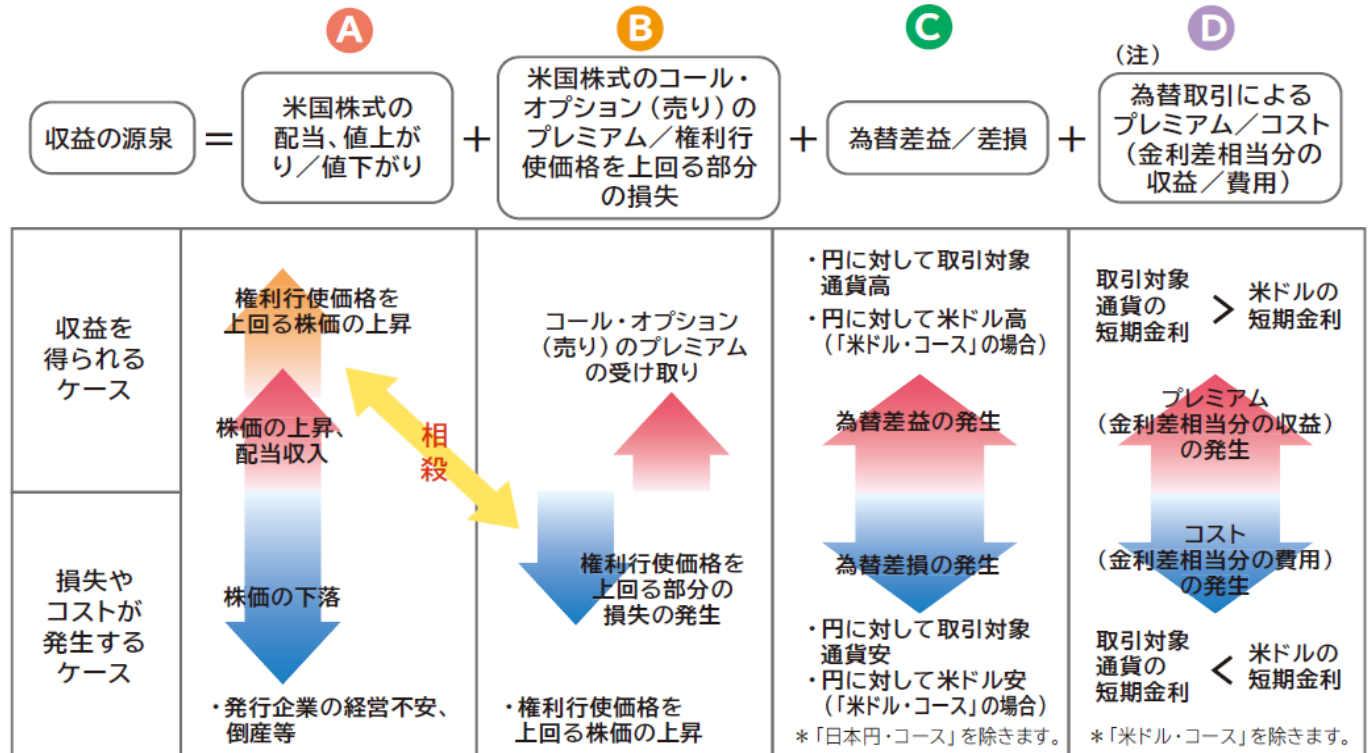 A
B
C
D
(注)
収益の源泉
=
米国株式の
配当、値上が
り/値下がり
+
米国株式のコール・
オプション(売り)の
プレミアム/権利行
使価格を上回る部分
の損失
+
為替差益/差損
+
為替取引による
プレミアム/コスト
(金利差相当分の
収益/費用)
収益を
得られる
ケース
権利行使価格を
上回る株価の上昇
株価の上昇、
配当収入
相
殺
コール・オプション
(売り)のプレミアム
の受け取り
・円に対して取引対象
通貨高
・円に対して米ドル高
(「米ドル・コース」の場合)
為替差益の発生
取引対象
通貨の
短期金利
>
米ドルの
短期金利
プレミアム
(金利差相当分の収益)
の発生
損失や
コストが
発生する
ケース
株価の下落
・発行企業の経営不安、
倒産等
権利行使価格を
上回る部分の
損失の発生
・権利行使価格を
上回る株価の上昇
為替差損の発生
・円に対して取引対象
通貨安
・円に対して米ドル安
(「米ドル・コース」の場合)
*「日本円・コース」を除きます。
コスト
(金利差相当分の費用)
の発生
取引対象
通貨の
短期金利
<
米ドルの
短期金利
*「米ドル・コース」を除きます。